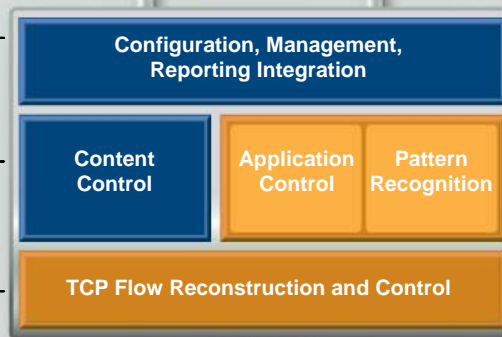 Configuration, Management,
Reporting Integration
Content
Control
Application
Control
Pattern
Recognition
TCP Flow Reconstruction and Control